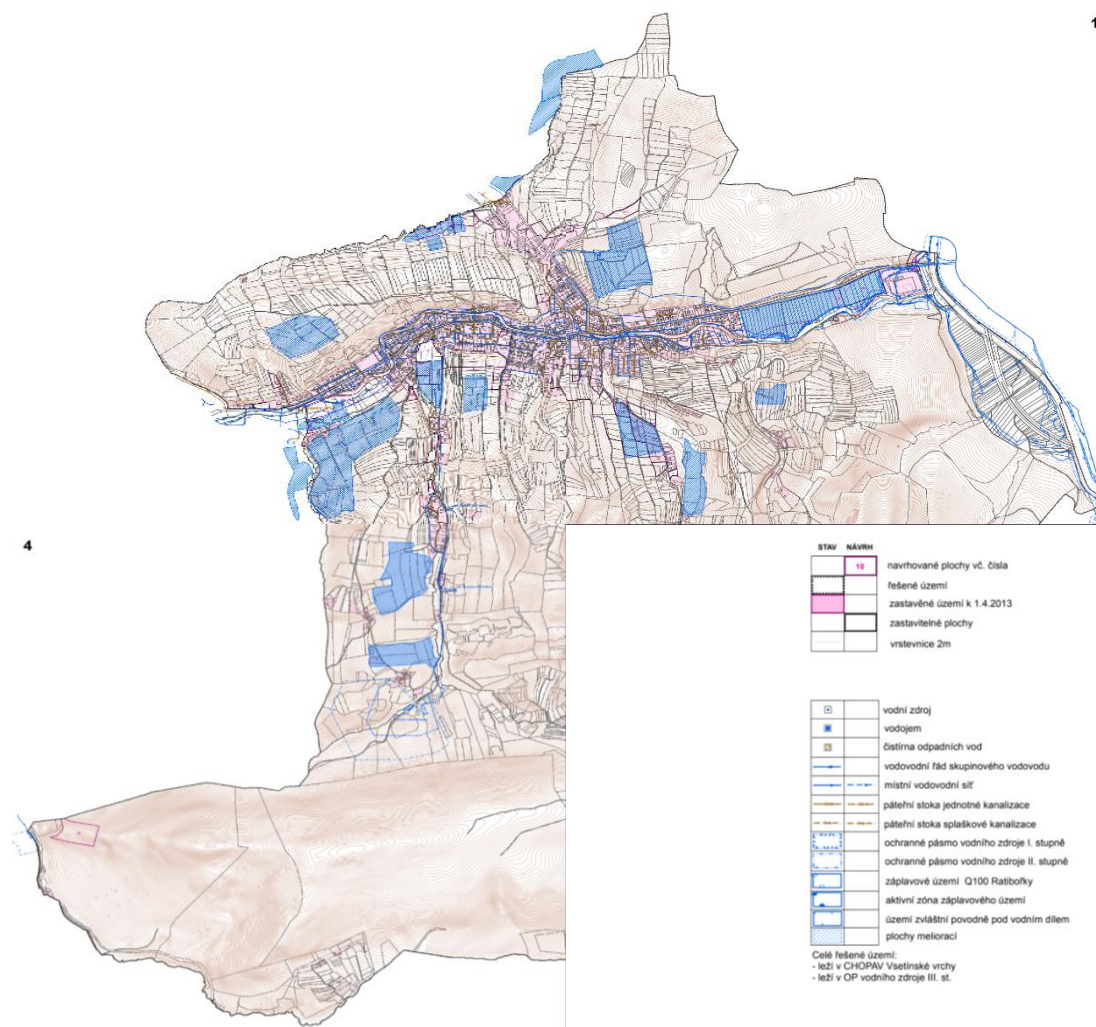 1
4
STAV NÁVRH
18 navrhované plochy vč. čísla
řešené území
zastavěné území k 1.4.2013
zastavitelné plochy
vrstevnice 2m
vodní zdroj
vodojem
čistírna odpadních vod
vodovodní řád skupinového vodovodu
místní vodovodní síť
páteřní stoka jednotné kanalizace
páteřní stoka splaškové kanalizace
ochranné pásmo vodního zdroje I. stupně
ochranné pásmo vodního zdroje II. stupně
záplavové území Q100 Ratibořky
aktivní zóna záplavového území
území zvláštní povodně pod vodním dílem
plochy meliorací
Celé řešené území:
- leží v CHOPAV Vsetínské vrchy
- leží v OP vodního zdroje III. st.